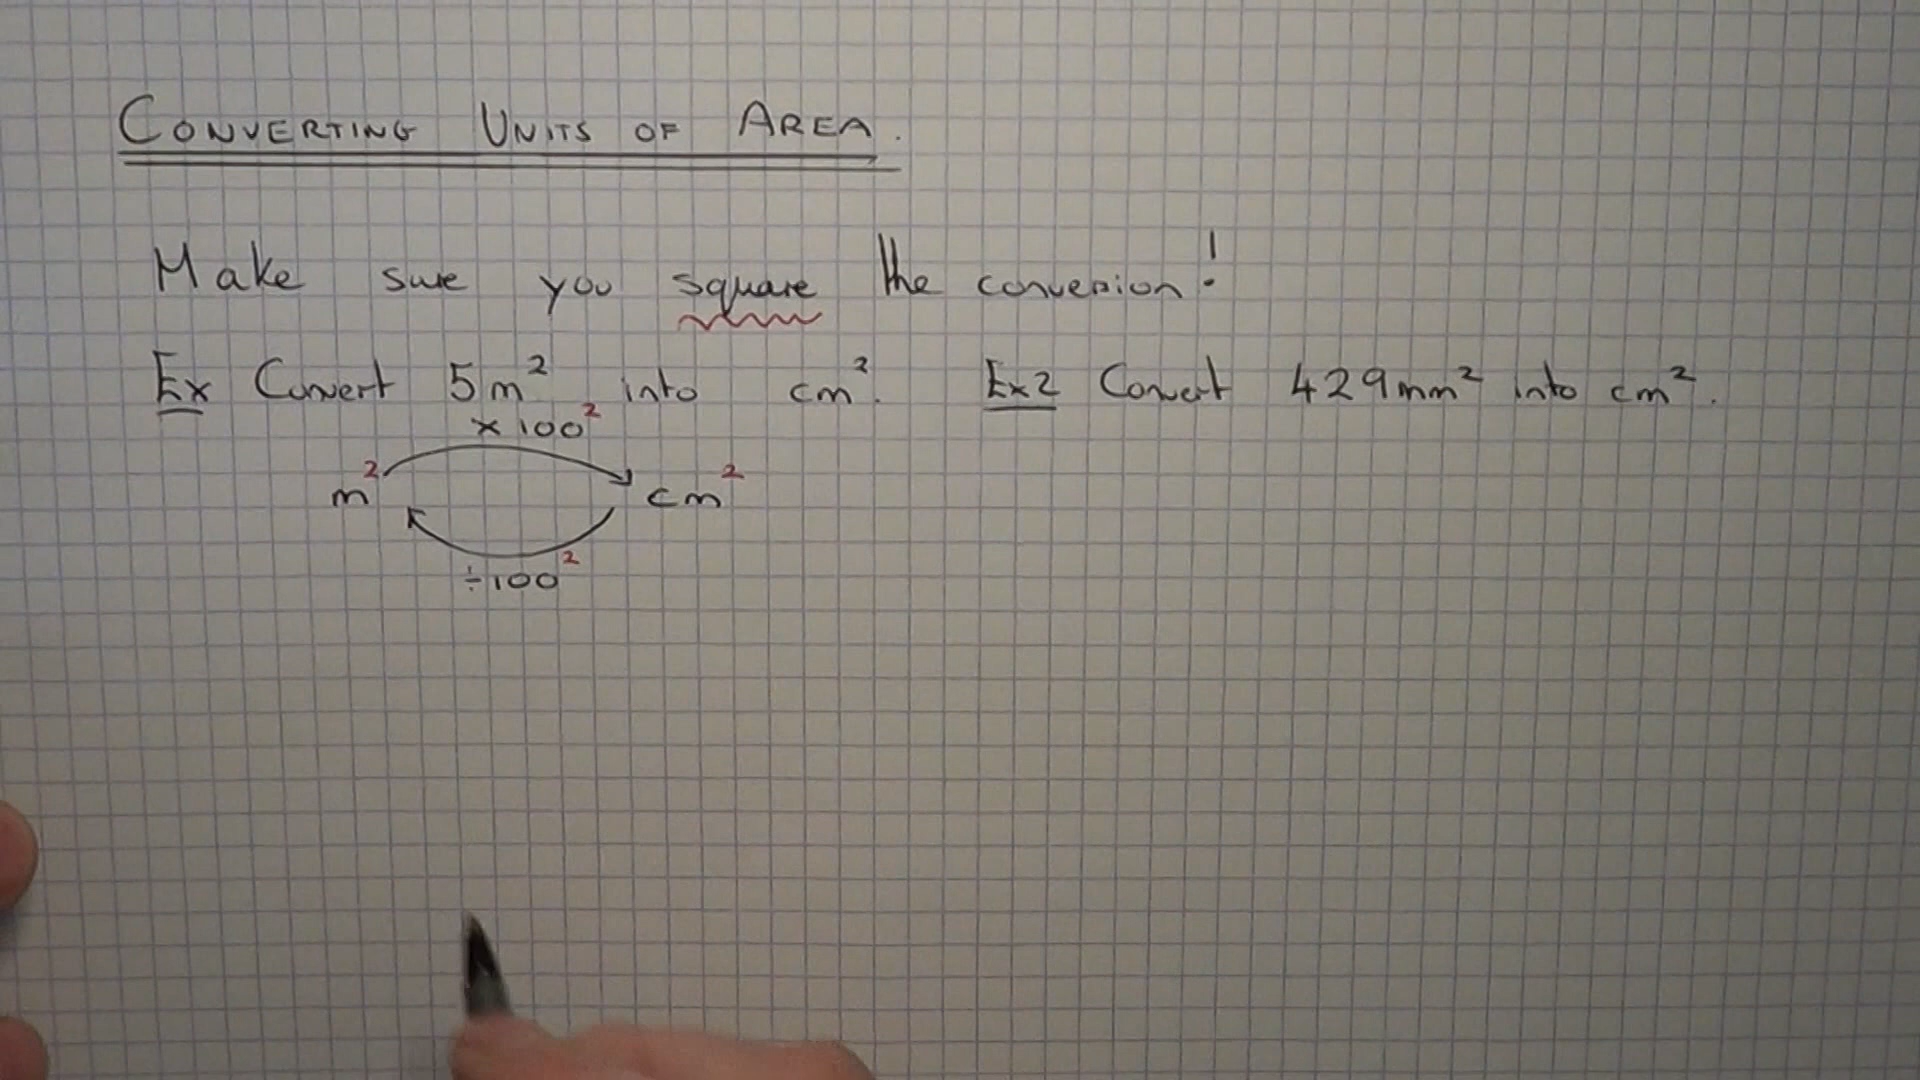 CONVERTING UNITS OF AREA.
Make sure you square the conversion!
Ex Convert 5m² into cm².
×100²
m² cm²
÷100²
Ex2 Convert 429mm² into cm².